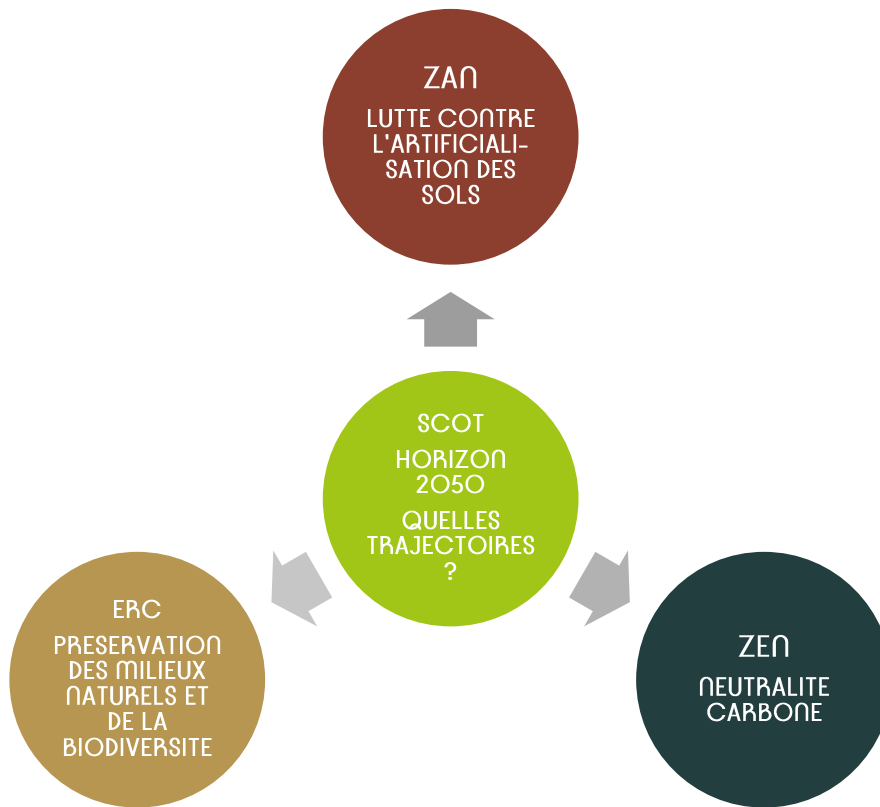 ZAN
LUTTE CONTRE
L'ARTIFICIALI-
SATION DES
SOLS
SCOT
HORIZON
2050
QUELLES
TRAJECTOIRES
?
ERC
PRESERVATION
DES MILIEUX
NATURELS ET
DE LA
BIODIVERSITE
ZEN
NEUTRALITE
CARBONE